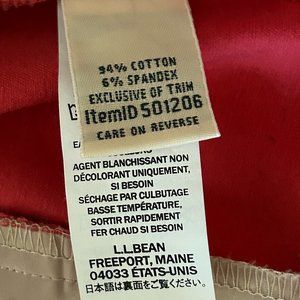 94% COTTON
6% SPANDEX
EXCLUSIVE OF TRIM
ItemID 501206
CARE ON REVERSE
AGENT BLANCHISSANT NON
DÉCOLORANT UNIQUEMENT,
SI BESOIN
SÉCHAGE PAR CULBUTAGE
BASSE TEMPÉRATURE,
SORTIR RAPIDEMENT
FER CHAUD SI BESOIN
L.L.BEAN
FREEPORT, MAINE
04033 ÉTATS-UNIS
日本語は裏面をご覧ください。